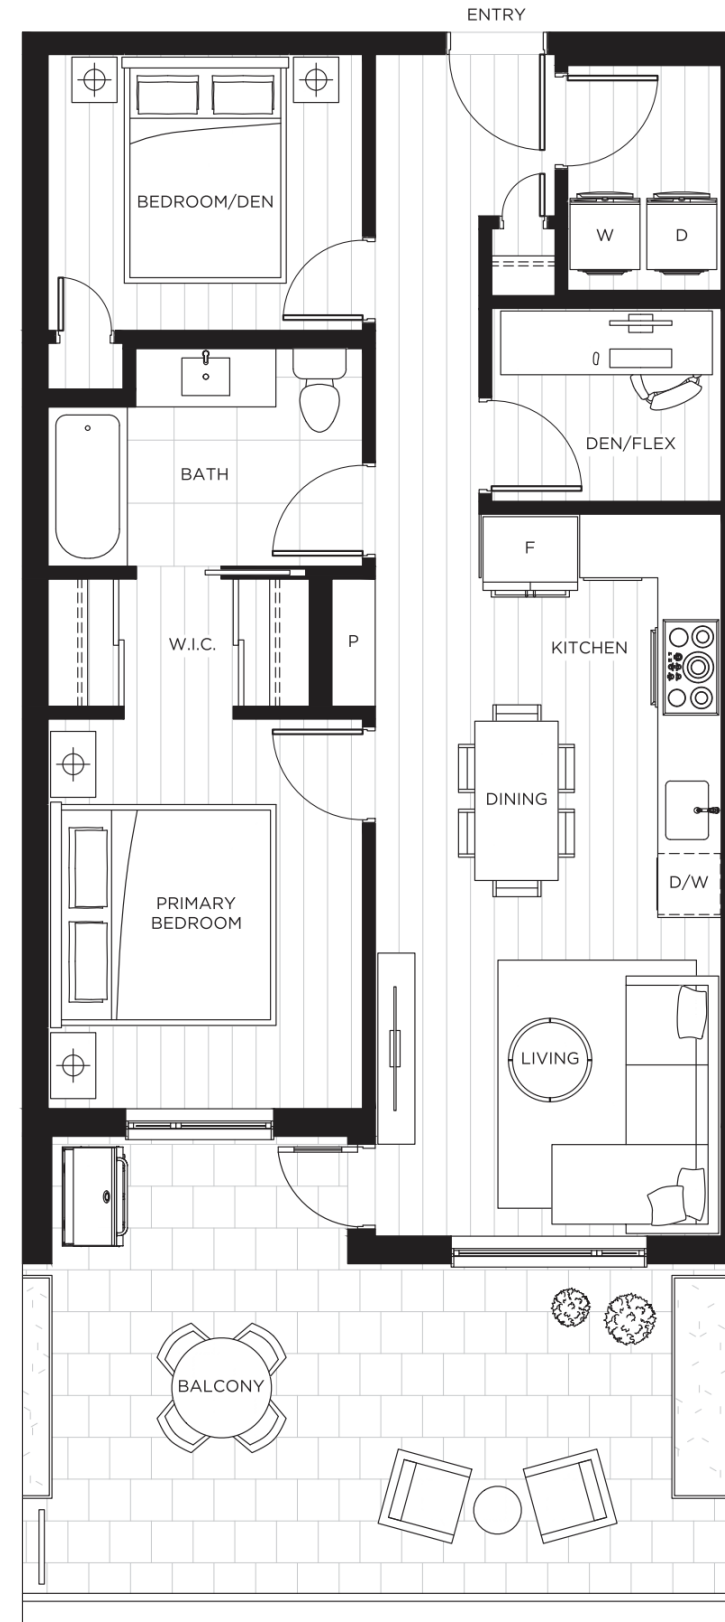 ENTRY
BEDROOM/DEN
W
D
DEN/FLEX
BATH
F
W.I.C.
P
KITCHEN
DINING
D/W
PRIMARY
BEDROOM
LIVING
BALCONY